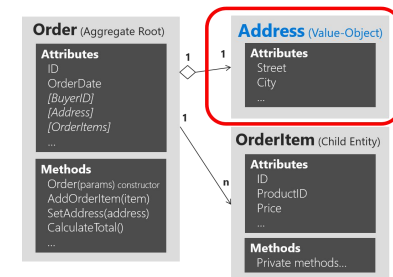 Order (Aggregate Root)
Attributes
ID
OrderDate
[BuyerID]
[Address]
[OrderItems]
...
Methods
Order(params) constructor
AddOrderItem(item)
SetAddress(address)
CalculateTotal()
...
1
1
1
n
Address (Value-Object)
Attributes
Street
City
...
OrderItem (Child Entity)
Attributes
ID
ProductID
Price
...
Methods
Private methods...